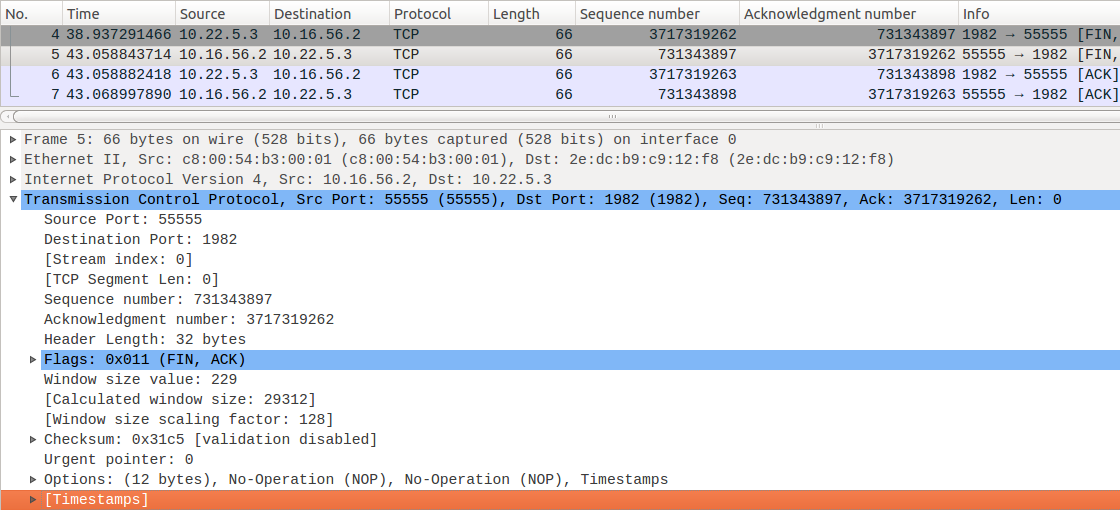 No. Time Source Destination Protocol Length Sequence number Acknowledgment number Info
4 38.937291466 10.22.5.3 10.16.56.2 TCP 66 3717319262 731343897 1982 → 55555 [FIN,
5 43.058843714 10.16.56.2 10.22.5.3 TCP 66 731343897 3717319262 55555 → 1982 [FIN,
6 43.058882418 10.22.5.3 10.16.56.2 TCP 66 3717319263 731343898 1982 → 55555 [ACK]
7 43.068997890 10.16.56.2 10.22.5.3 TCP 66 731343898 3717319263 55555 → 1982 [ACK]
Frame 5: 66 bytes on wire (528 bits), 66 bytes captured (528 bits) on interface 0
Ethernet II, Src: c8:00:54:b3:00:01 (c8:00:54:b3:00:01), Dst: 2e:dc:b9:c9:12:f8 (2e:dc:b9:c9:12:f8)
Internet Protocol Version 4, Src: 10.16.56.2, Dst: 10.22.5.3
Transmission Control Protocol, Src Port: 55555 (55555), Dst Port: 1982 (1982), Seq: 731343897, Ack: 3717319262, Len: 0
Source Port: 55555
Destination Port: 1982
[Stream index: 0]
[TCP Segment Len: 0]
Sequence number: 731343897
Acknowledgment number: 3717319262
Header Length: 32 bytes
Flags: 0x011 (FIN, ACK)
Window size value: 229
[Calculated window size: 29312]
[Window size scaling factor: 128]
Checksum: 0x31c5 [validation disabled]
Urgent pointer: 0
Options: (12 bytes), No-Operation (NOP), No-Operation (NOP), Timestamps
[Timestamps]